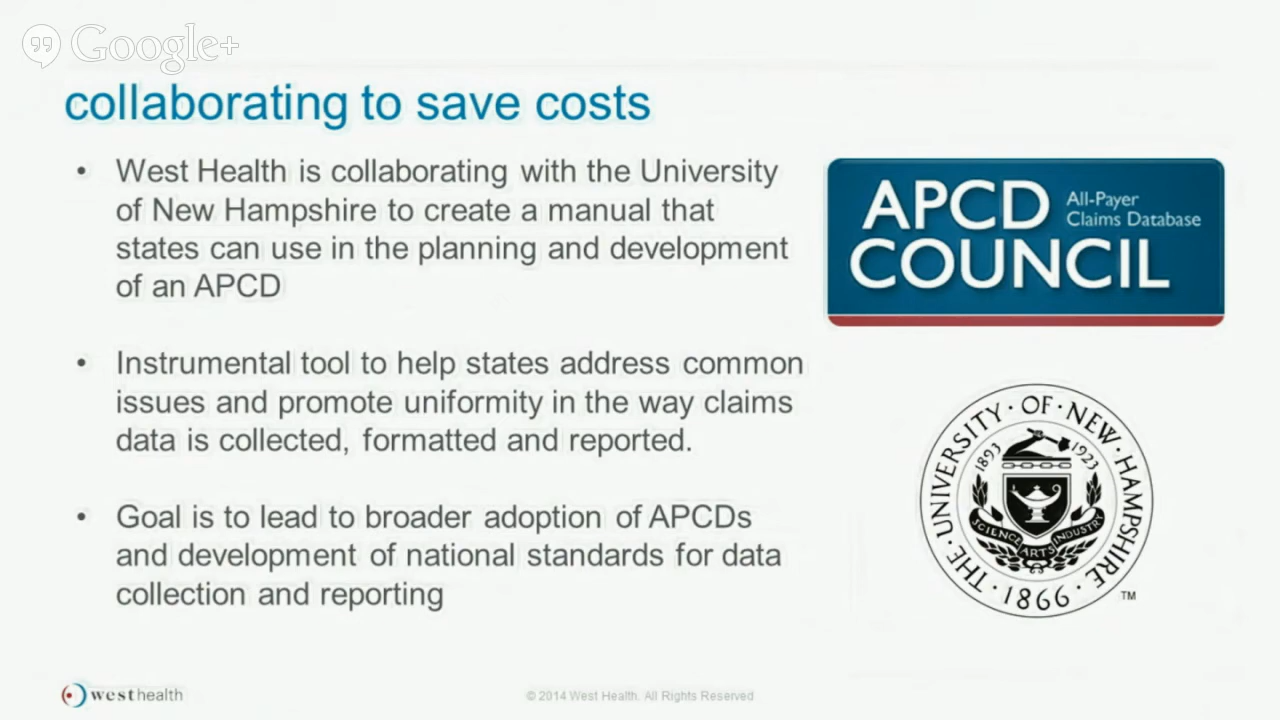 Google+
collaborating to save costs
• West Health is collaborating with the University
of New Hampshire to create a manual that
states can use in the planning and development
of an APCD
• Instrumental tool to help states address common
issues and promote uniformity in the way claims
data is collected, formatted and reported.
• Goal is to lead to broader adoption of APCDs
and development of national standards for data
collection and reporting
APCD All-Payer
Claims Database
COUNCIL
THE · UNIVERSITY · OF · NEW · HAMPSHIRE ·
1893 1923
SCIENCE ARTS INDUSTRY
· 1866 ·
TM
westhealth
© 2014 West Health. All Rights Reserved